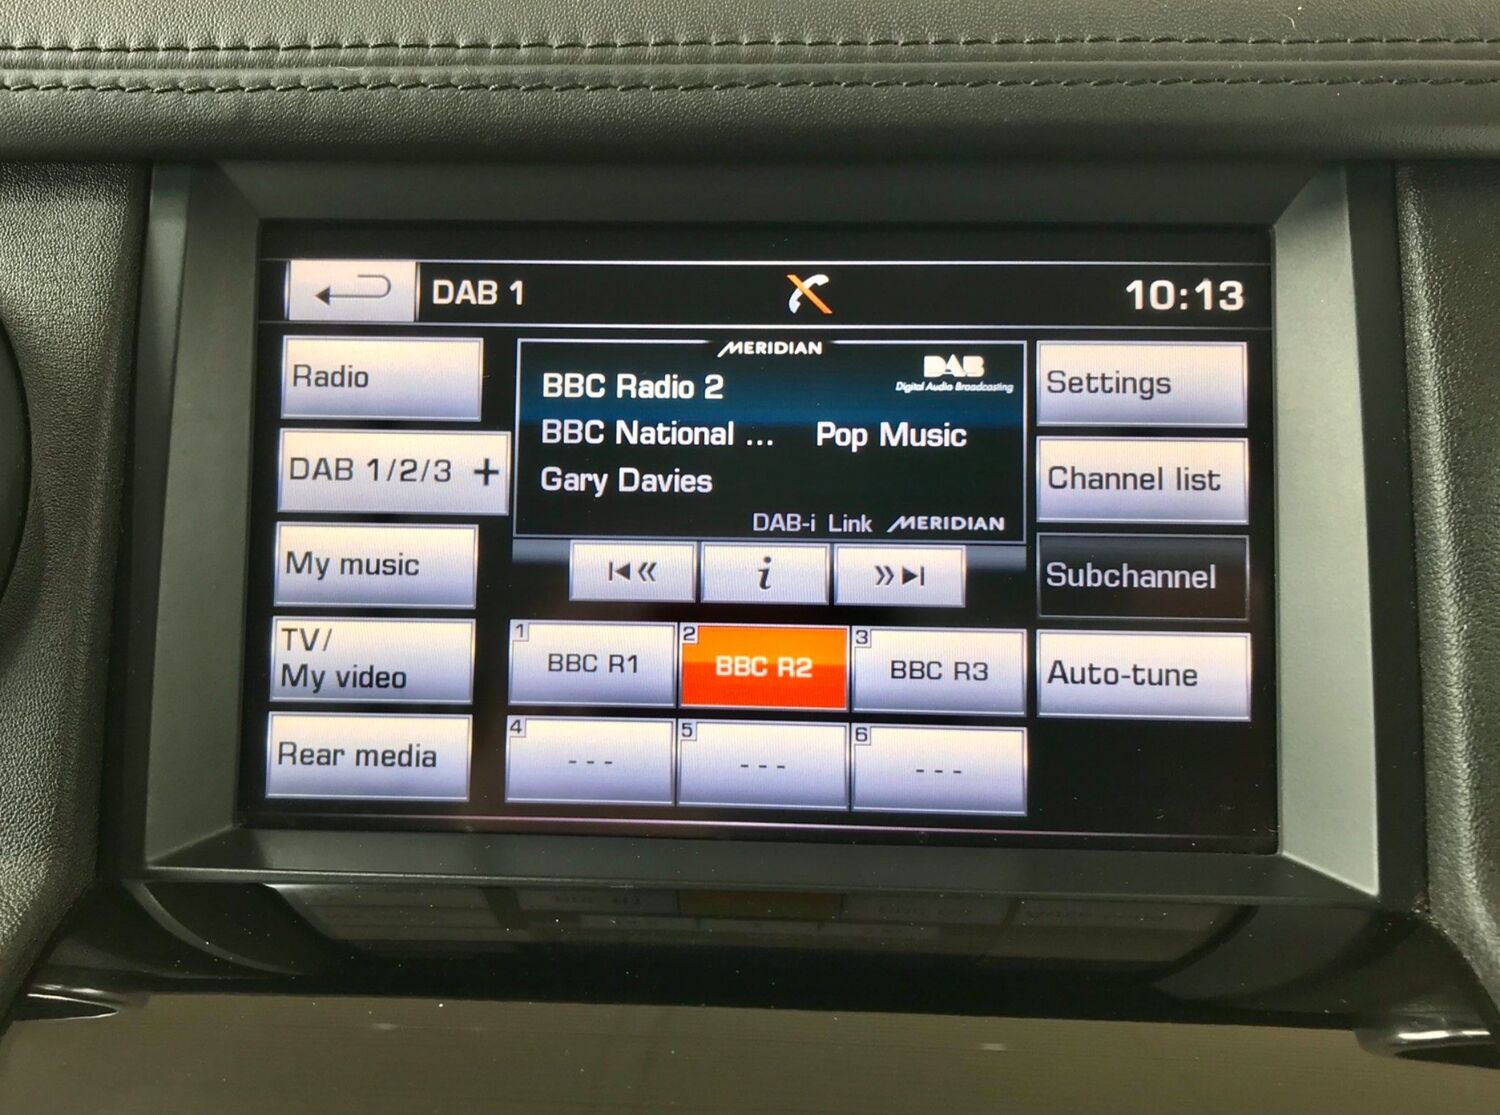 DAB 1
10:13
Radio
DAB 1/2/3 +
My music
TV/
My video
Rear media
MERIDIAN
DAB
Digital Audio Broadcasting
BBC Radio 2
BBC National ... Pop Music
Gary Davies
DAB-i Link MERIDIAN
i
1 BBC R1
2 BBC R2
3 BBC R3
4 ---
5 ---
6 ---
Settings
Channel list
Subchannel
Auto-tune